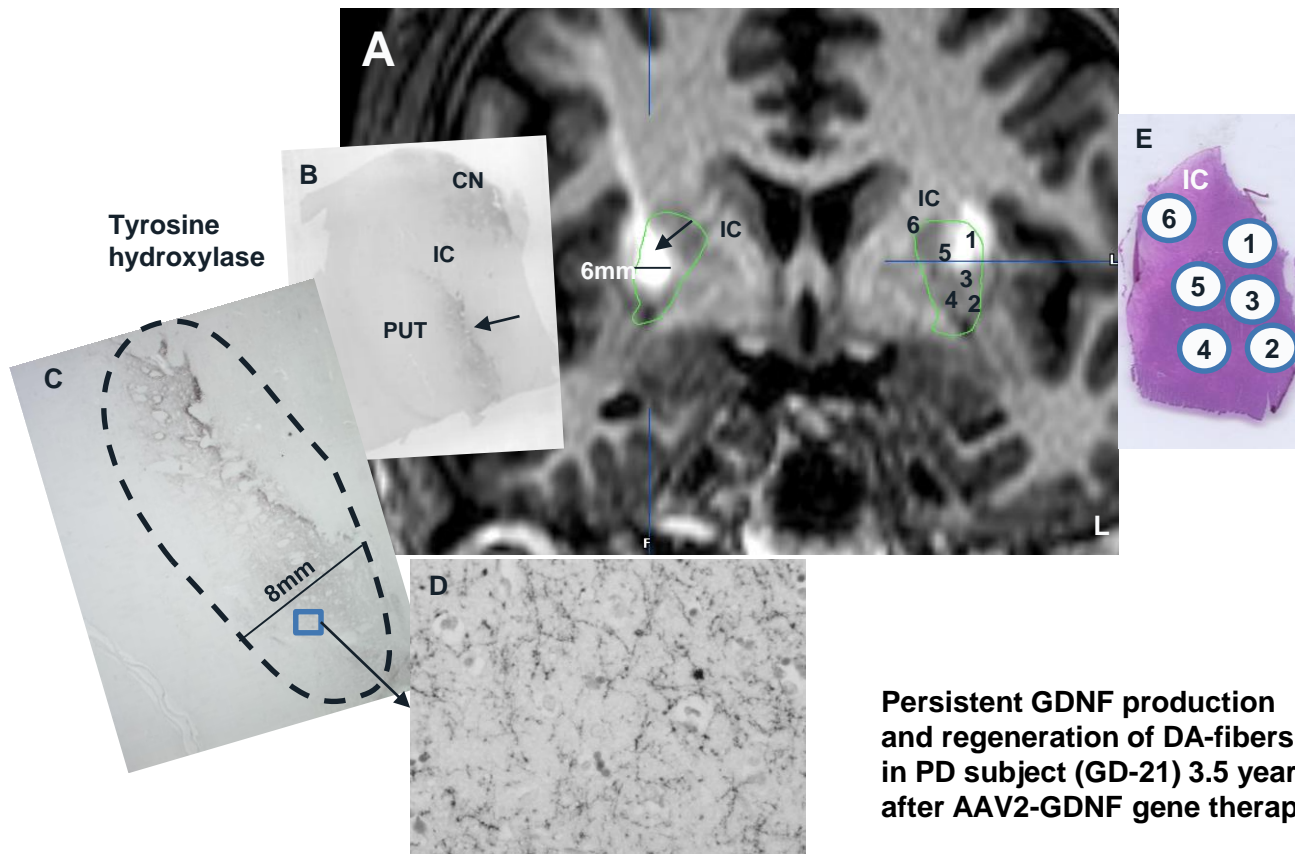 A
B
CN
IC
PUT
Tyrosine
hydroxylase
C
8mm
D
IC
6mm
IC
6
1
5
3
4
2
L
L
F
E
IC
6
1
5
3
4
2
Persistent GDNF production
and regeneration of DA-fibers
in PD subject (GD-21) 3.5 year
after AAV2-GDNF gene therap